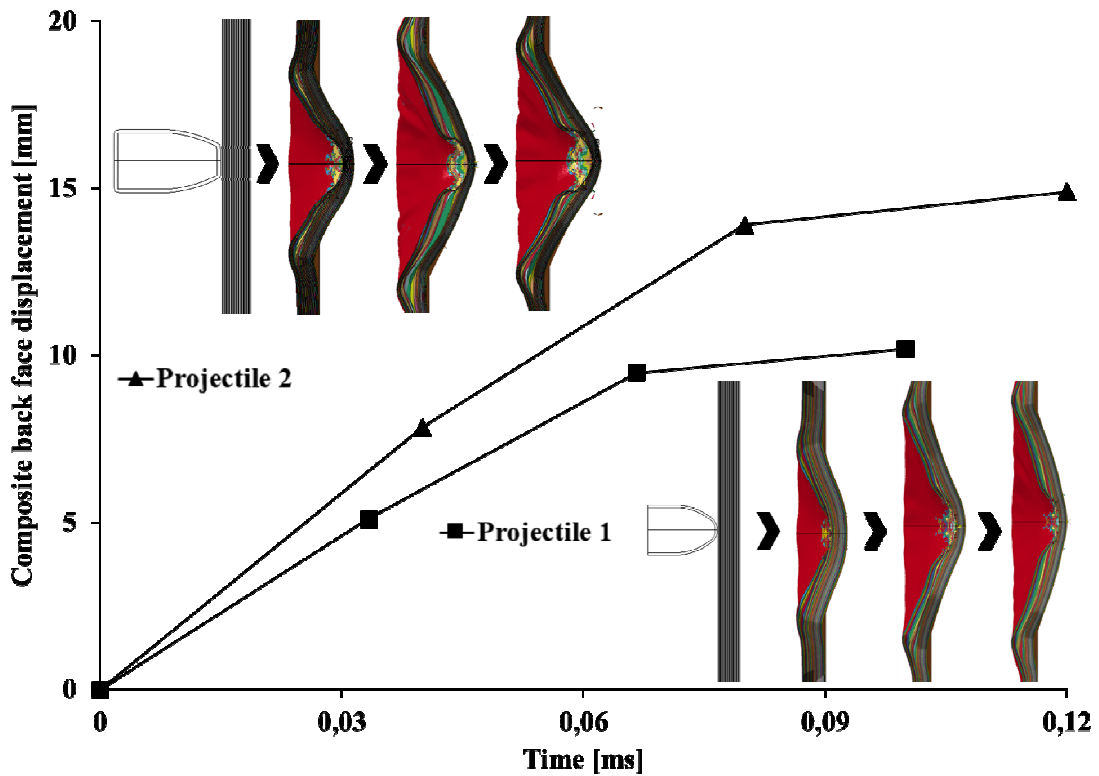 20
15
10
5
0
Composite back face displacement [mm]
Projectile 2
Projectile 1
0
0,03
0,06
0,09
0,12
Time [ms]